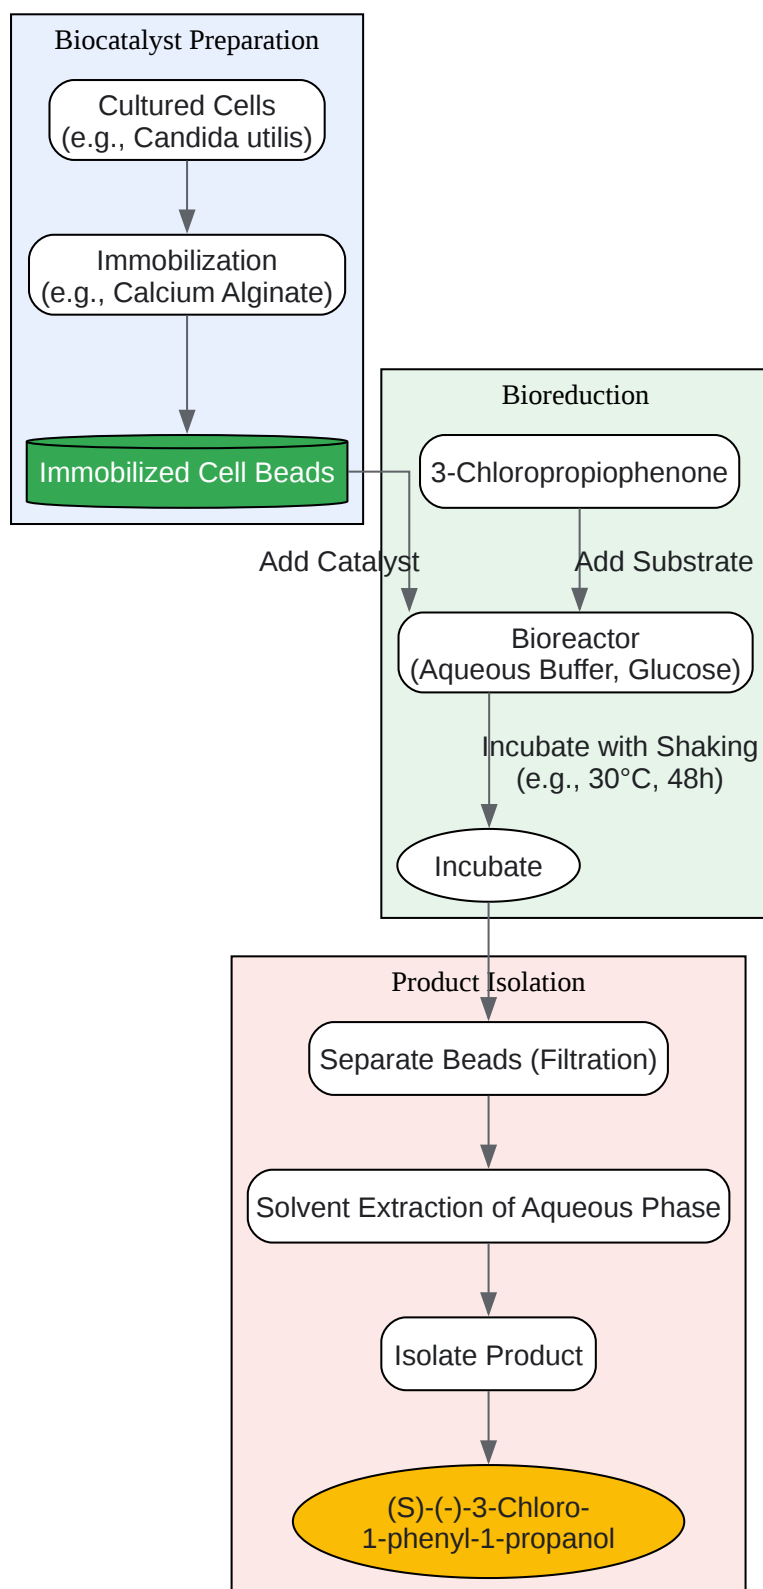 Biocatalyst Preparation
Cultured Cells
(e.g., Candida utilis)
Immobilization
(e.g., Calcium Alginate)
Immobilized Cell Beads
Bioreduction
3-Chloropropiophenone
Add Catalyst
Add Substrate
Bioreactor
(Aqueous Buffer, Glucose)
Incubate with Shaking
(e.g., 30°C, 48h)
Incubate
Product Isolation
Separate Beads (Filtration)
Solvent Extraction of Aqueous Phase
Isolate Product
(S)-(-)-3-Chloro-
1-phenyl-1-propanol